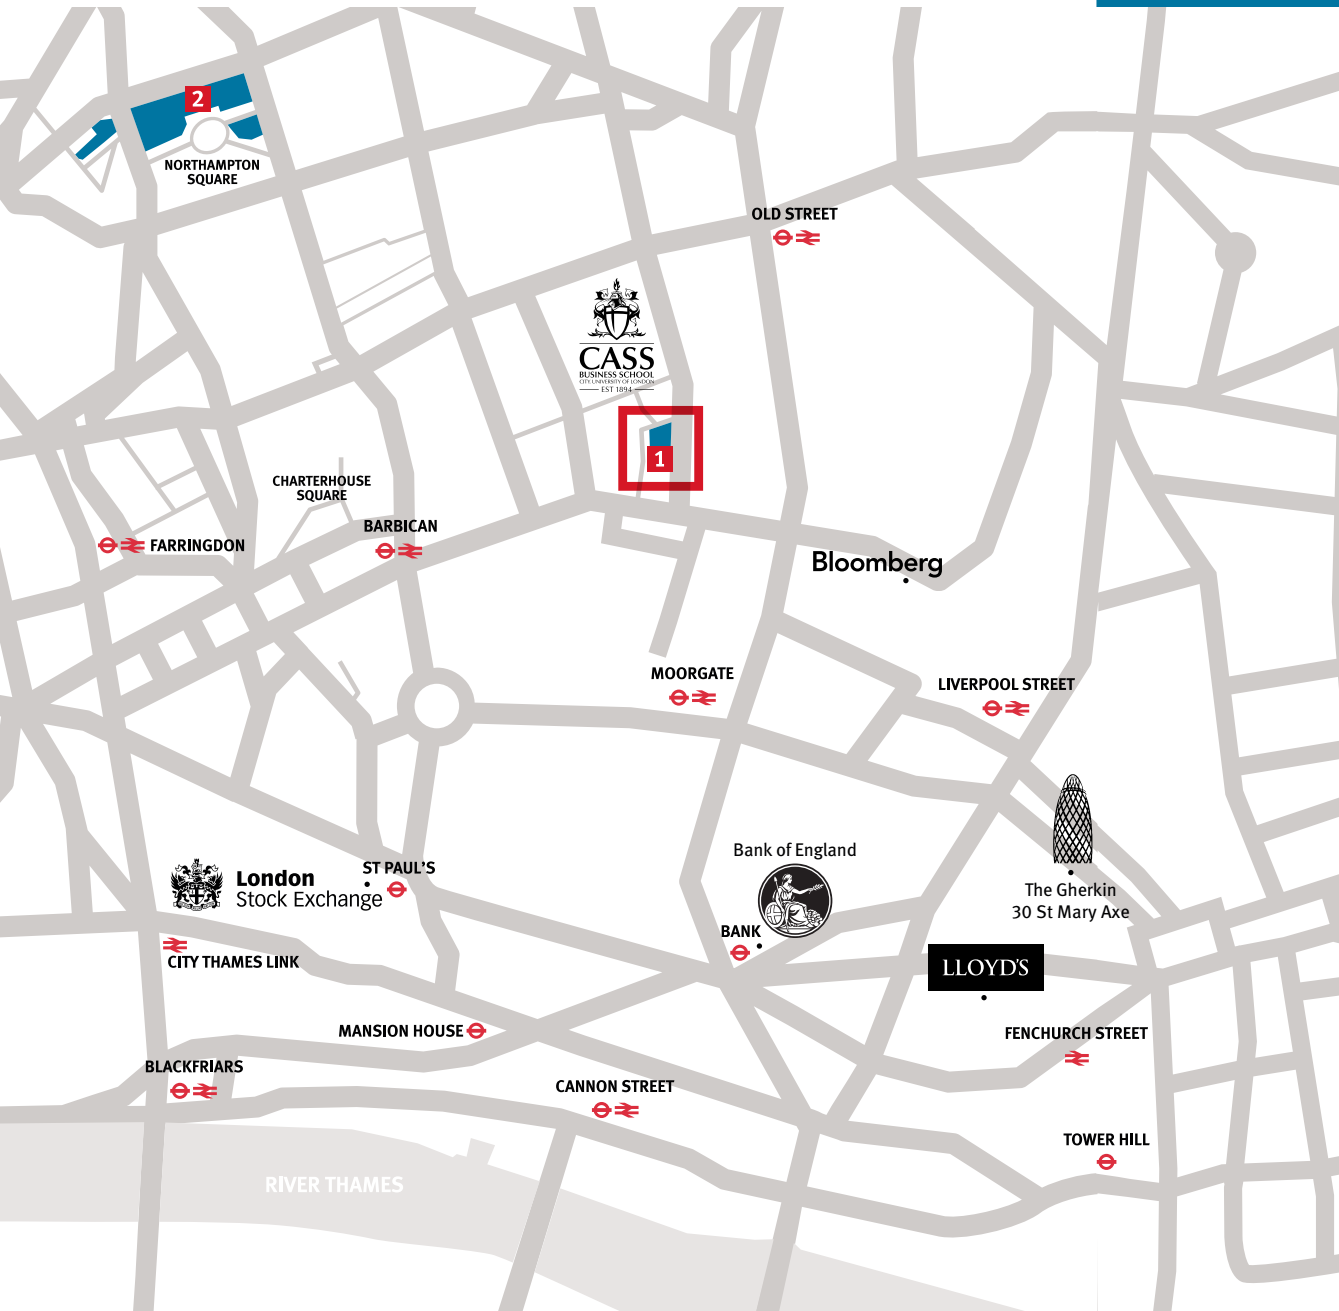 2
NORTHAMPTON
SQUARE
OLD STREET
CASS
BUSINESS SCHOOL
CITY, UNIVERSITY OF LONDON
EST 1894
1
CHARTERHOUSE
SQUARE
BARBICAN
FARRINGDON
Bloomberg
MOORGATE
LIVERPOOL STREET
Bank of England
London
Stock Exchange
ST PAUL'S
The Gherkin
30 St Mary Axe
BANK
CITY THAMES LINK
LLOYD'S
MANSION HOUSE
FENCHURCH STREET
BLACKFRIARS
CANNON STREET
TOWER HILL
RIVER THAMES